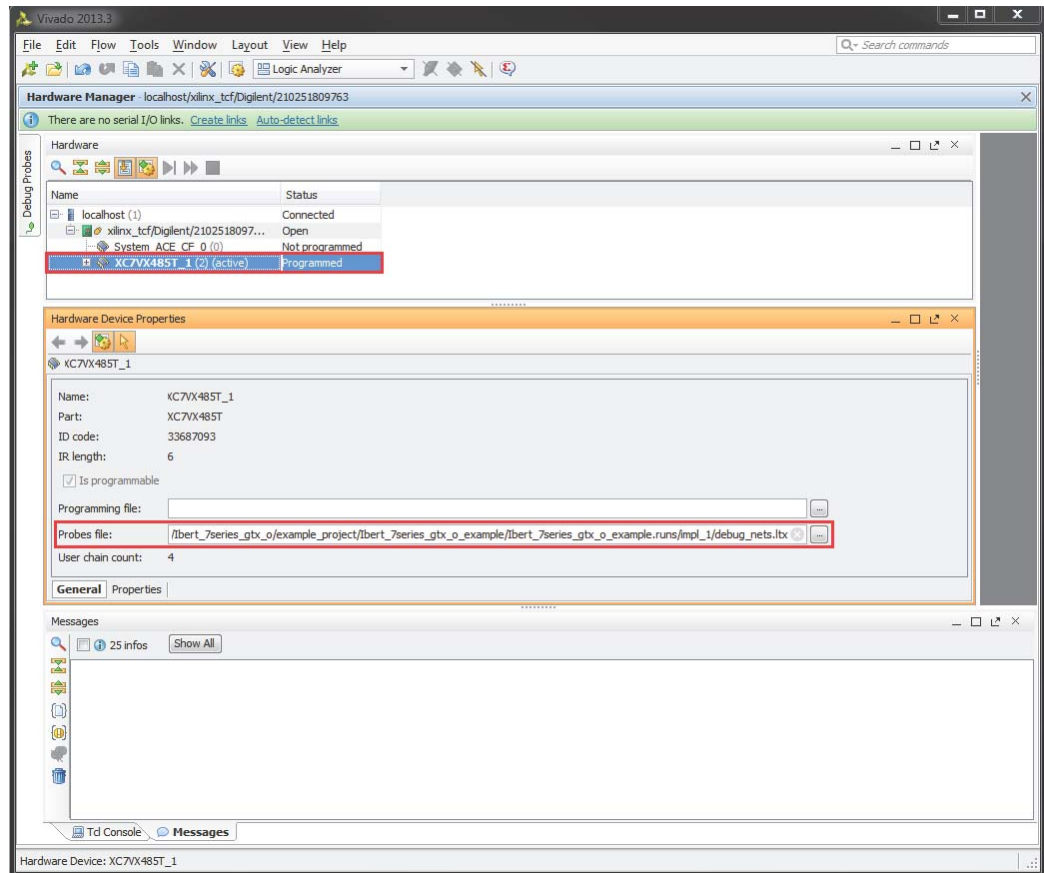 Vivado 2013.3
File Edit Flow Tools Window Layout View Help
Q- Search commands
Logic Analyzer
Hardware Manager - localhost/xilinx_tcf/Digilent/210251809763
There are no serial I/O links. Create links Auto-detect links
Debug Probes
Hardware
Name Status
localhost (1) Connected
xilinx_tcf/Digilent/2102518097... Open
System_ACE_CF_0 (0) Not programmed
XC7VX485T_1 (2) (active) Programmed
Hardware Device Properties
XC7VX485T_1
Name: XC7VX485T_1
Part: XC7VX485T
ID code: 33687093
IR length: 6
Is programmable
Programming file:
...
Probes file: /Ibert_7series_gtx_o/example_project/Ibert_7series_gtx_o_example/Ibert_7series_gtx_o_example.runs/impl_1/debug_nets.ltx
...
User chain count: 4
General Properties
Messages
25 infos Show All
Tcl Console Messages
Hardware Device: XC7VX485T_1